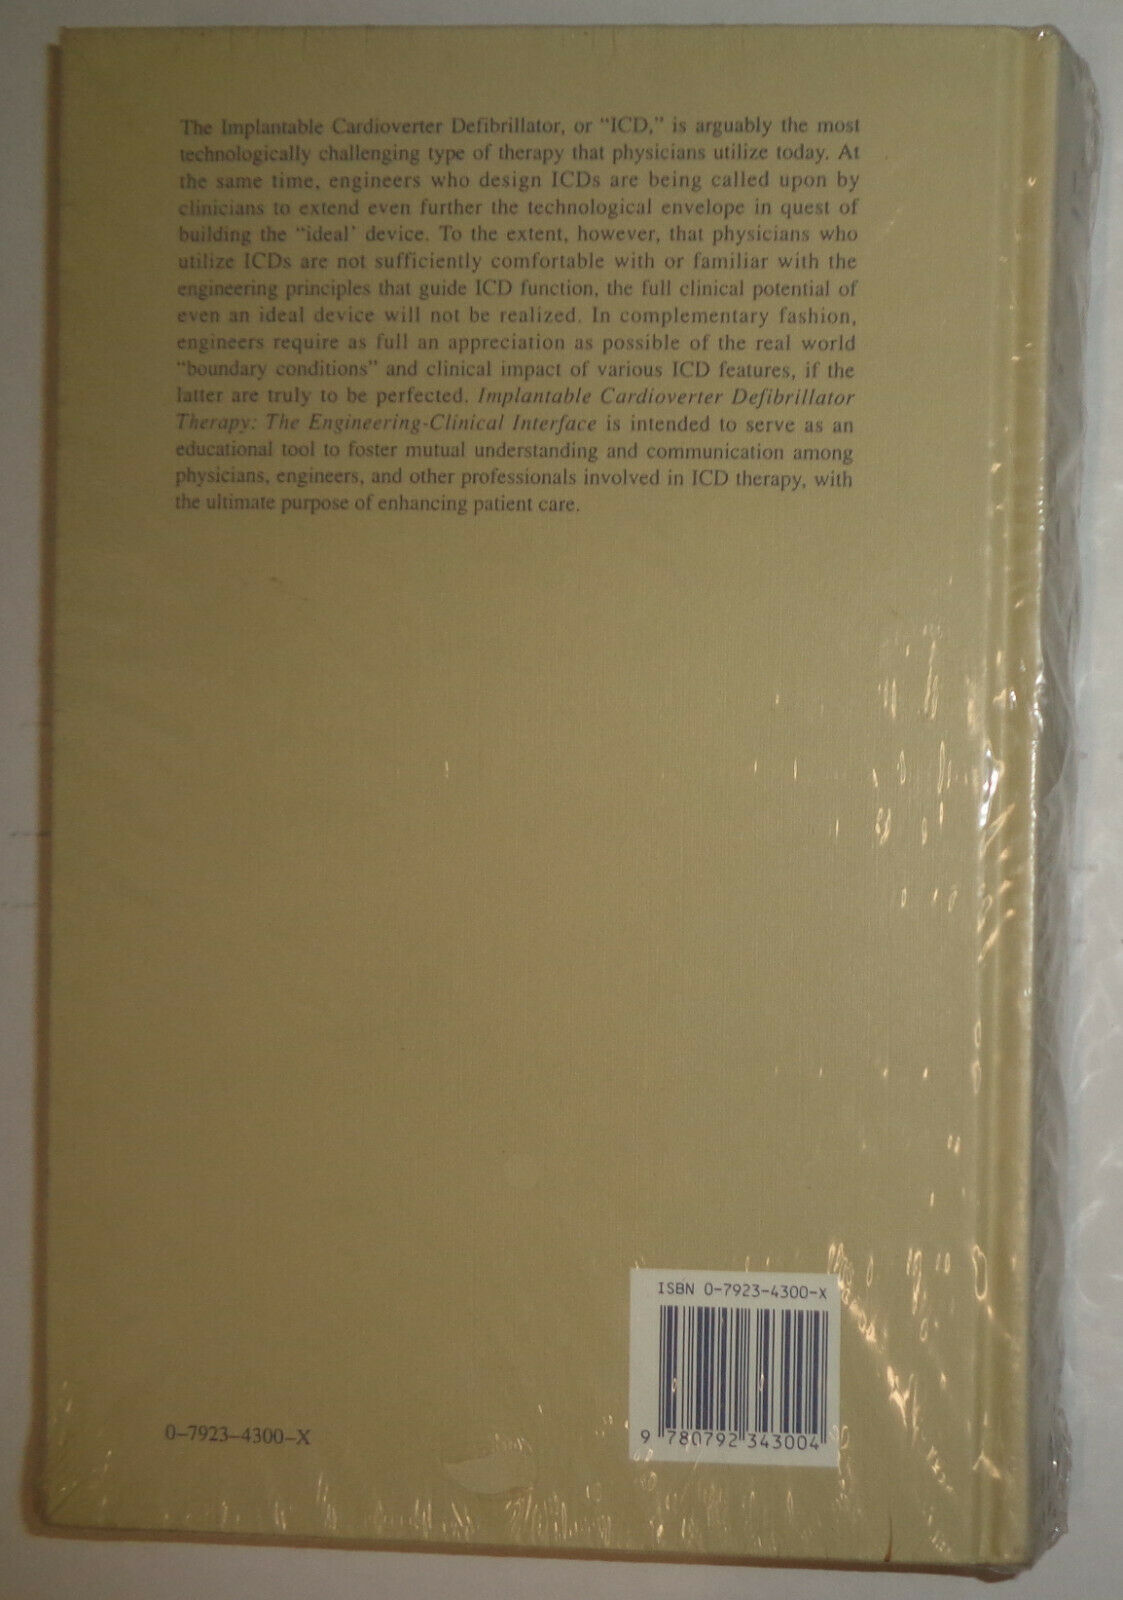 The Implantable Cardioverter Defibrillator, or "ICD," is arguably the most
technologically challenging type of therapy that physicians utilize today. At
the same time, engineers who design ICDs are being called upon by
clinicians to extend even further the technological envelope in quest of
building the "ideal' device. To the extent, however, that physicians who
utilize ICDs are not sufficiently comfortable with or familiar with the
engineering principles that guide ICD function, the full clinical potential of
even an ideal device will not be realized. In complementary fashion,
engineers require as full an appreciation as possible of the real world
"boundary conditions" and clinical impact of various ICD features, if the
latter are truly to be perfected. Implantable Cardioverter Defibrillator
Therapy: The Engineering-Clinical Interface is intended to serve as an
educational tool to foster mutual understanding and communication among
physicians, engineers, and other professionals involved in ICD therapy, with
the ultimate purpose of enhancing patient care.
ISBN 0-7923-4300-X
9 780792 343004
0-7923-4300-X